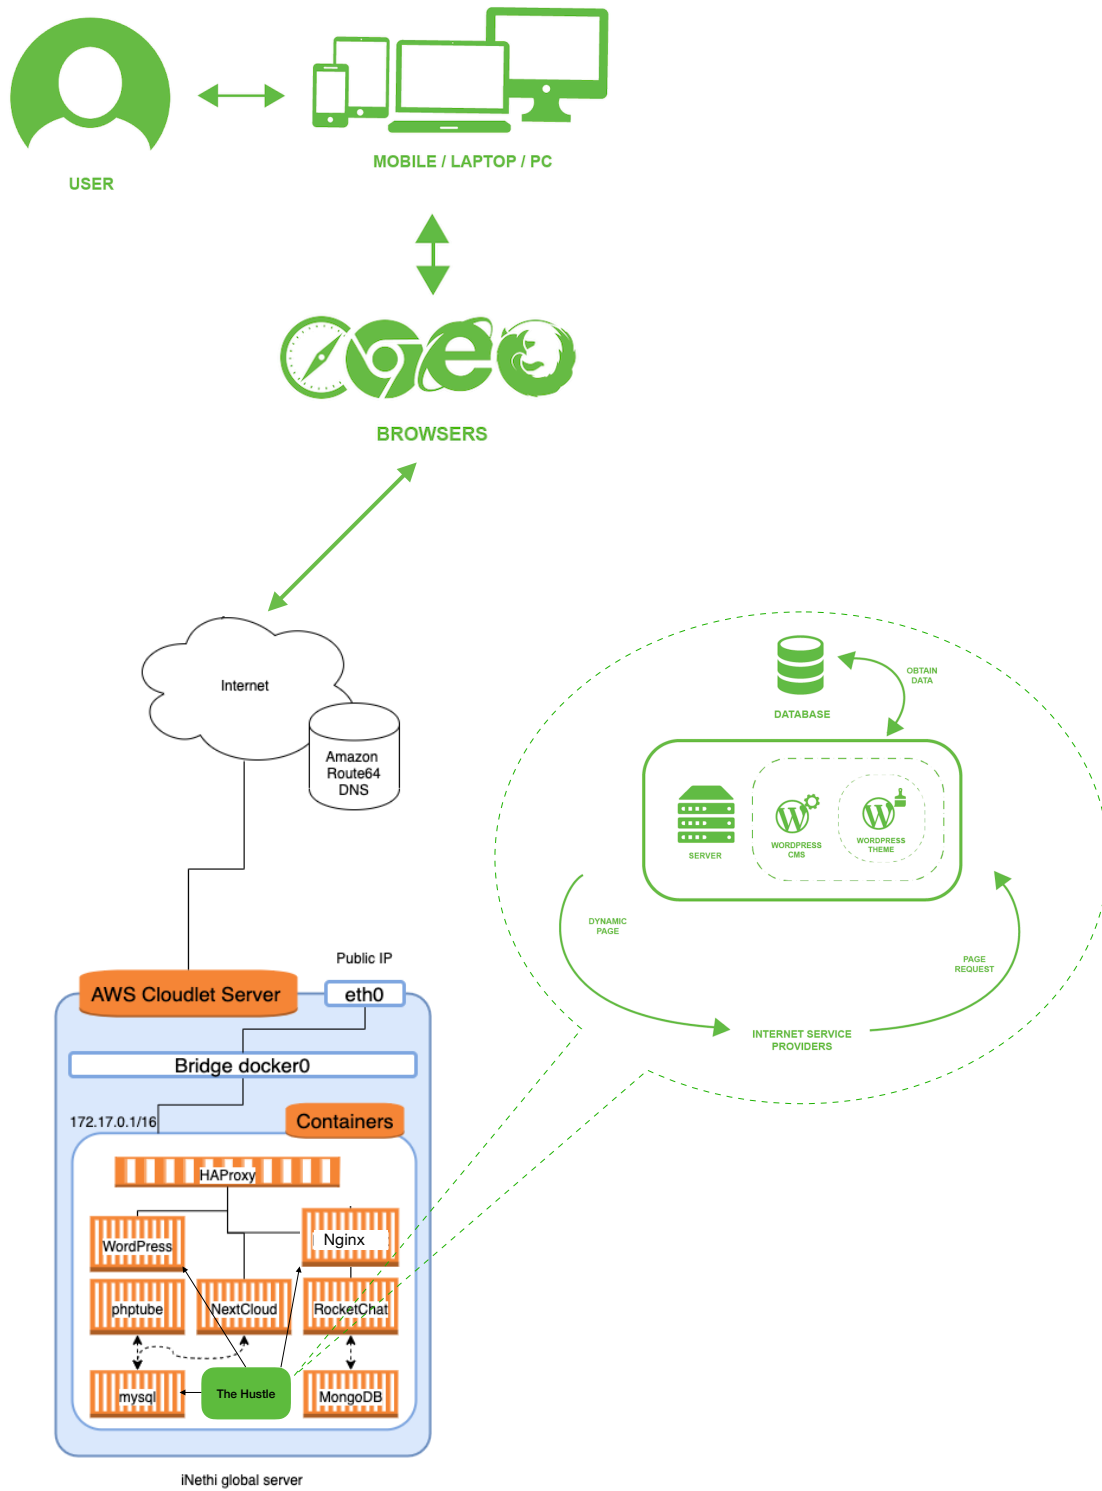 USER
MOBILE / LAPTOP / PC
BROWSERS
Internet
Amazon
Route64
DNS
DATABASE
OBTAIN
DATA
SERVER
WORDPRESS
CMS
WORDPRESS
THEME
DYNAMIC
PAGE
PAGE
REQUEST
INTERNET SERVICE
PROVIDERS
Public IP
AWS Cloudlet Server
eth0
Bridge docker0
172.17.0.1/16
Containers
HAProxy
WordPress
Nginx
phptube
NextCloud
RocketChat
mysql
The Hustle
MongoDB
iNethi global server